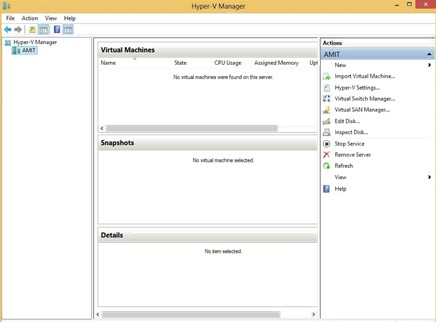 Hyper-V Manager
File Action View Help
Hyper-V Manager
AMIT
Virtual Machines
Name State CPU Usage Assigned Memory Upt
No virtual machines were found on this server.
Snapshots
No virtual machine selected.
Details
No item selected.
Actions
AMIT
New
Import Virtual Machine...
Hyper-V Settings...
Virtual Switch Manager...
Virtual SAN Manager...
Edit Disk...
Inspect Disk...
Stop Service
Remove Server
Refresh
View
Help